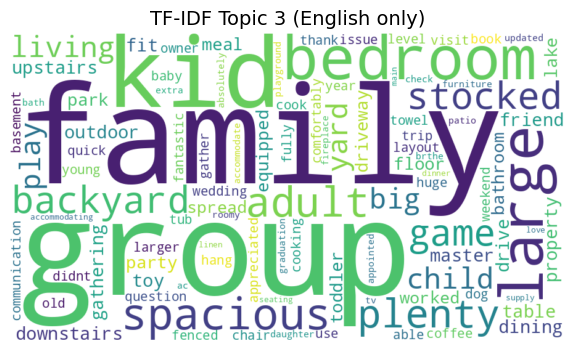 TF-IDF Topic 3 (English only)
living
kid
bedroom
fit
owner
meal
thank
issue
level
visit
book
updated
upstairs
baby
extra
absolutely
playground
year
main
check
furniture
lake
family
stocked
basement
bath
park
play
outdoor
quick
young
fantastic
gather
accommodate
equipped
cook
fully
fireplace
comfortably
yard
driveway
towel
trip
layout
floor
huge
patio
brthe
dinner
friend
bathroom
weekend
large
property
backyard
wedding
spread
adult
big
drive
accommodating
tub
roomy
group
game
master
communication
gathering
didnt
old
larger
party
toy
question
linen
ac
hang
appreciated
graduation
cooking
seating
toddler
child
worked
appointed
tv
dog
love
supply
table
dining
downstairs
spacious
fenced
chair
daughter
use
plenty
able
coffee